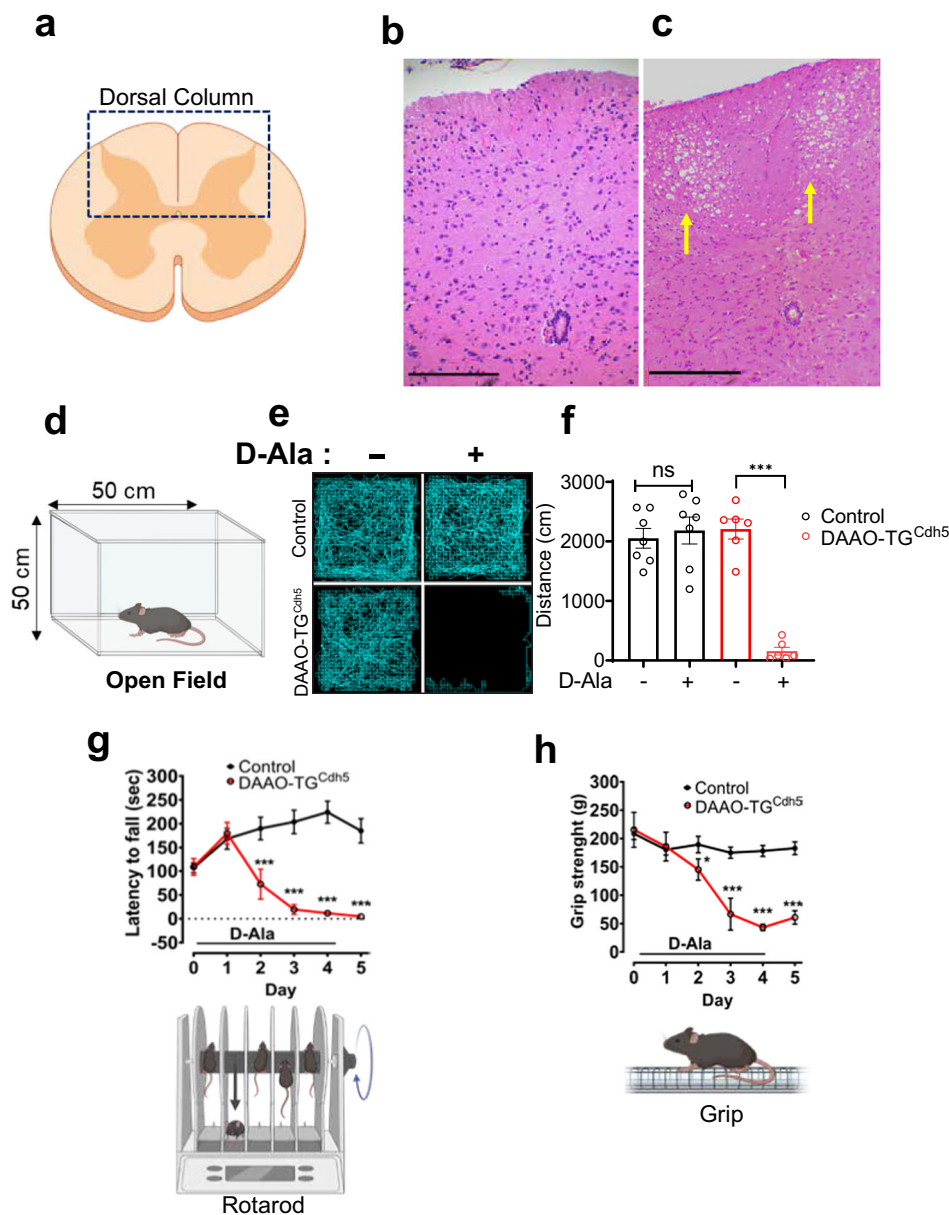 a
Dorsal Column
b
c
d
50 cm
50 cm
Open Field
e
D-Ala : – +
Control
DAAO-TG^Cdh5
f
ns
***
3000
2000
1000
0
Distance (cm)
D-Ala - + - +
Control
DAAO-TG^Cdh5
g
Control
DAAO-TG^Cdh5
Latency to fall (sec)
300
250
200
150
100
50
0
-50
***
***
***
***
D-Ala
0 1 2 3 4 5
Day
Rotarod
h
Control
DAAO-TG^Cdh5
Grip strenght (g)
250
200
150
100
50
0
*
***
***
***
D-Ala
0 1 2 3 4 5
Day
Grip